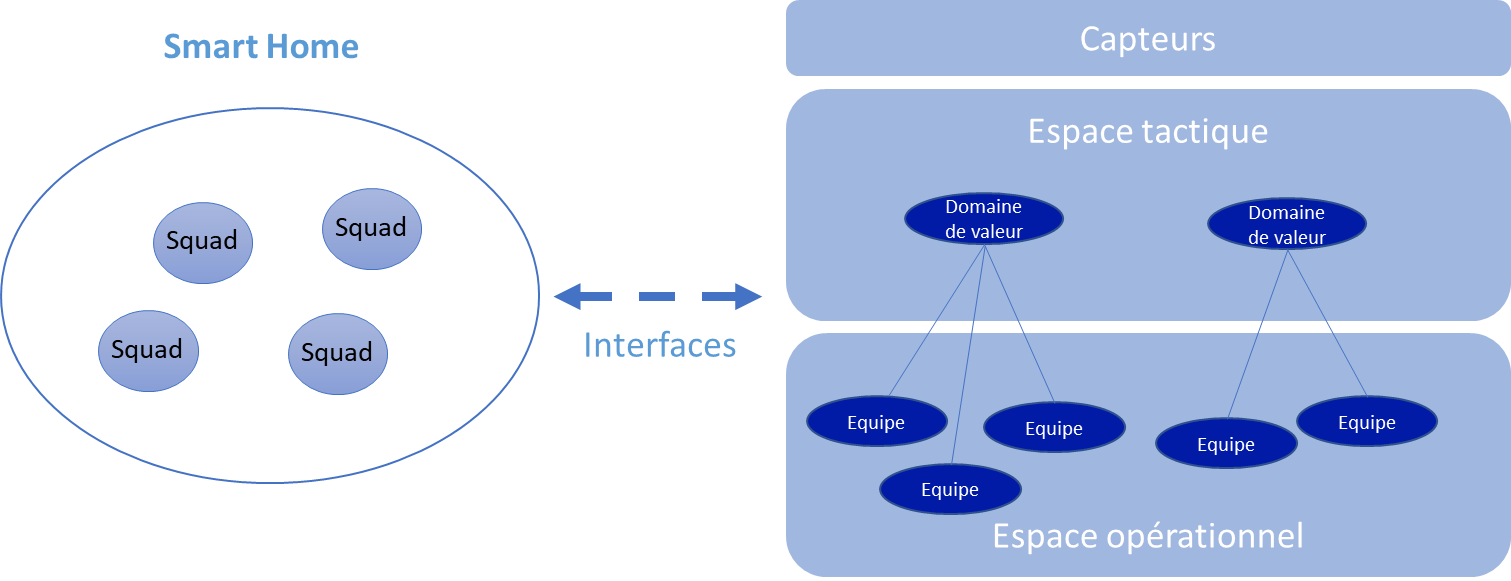 Smart Home
Squad
Squad
Squad
Squad
Interfaces
Capteurs
Espace tactique
Domaine
de valeur
Domaine
de valeur
Equipe
Equipe
Equipe
Equipe
Equipe
Espace opérationnel